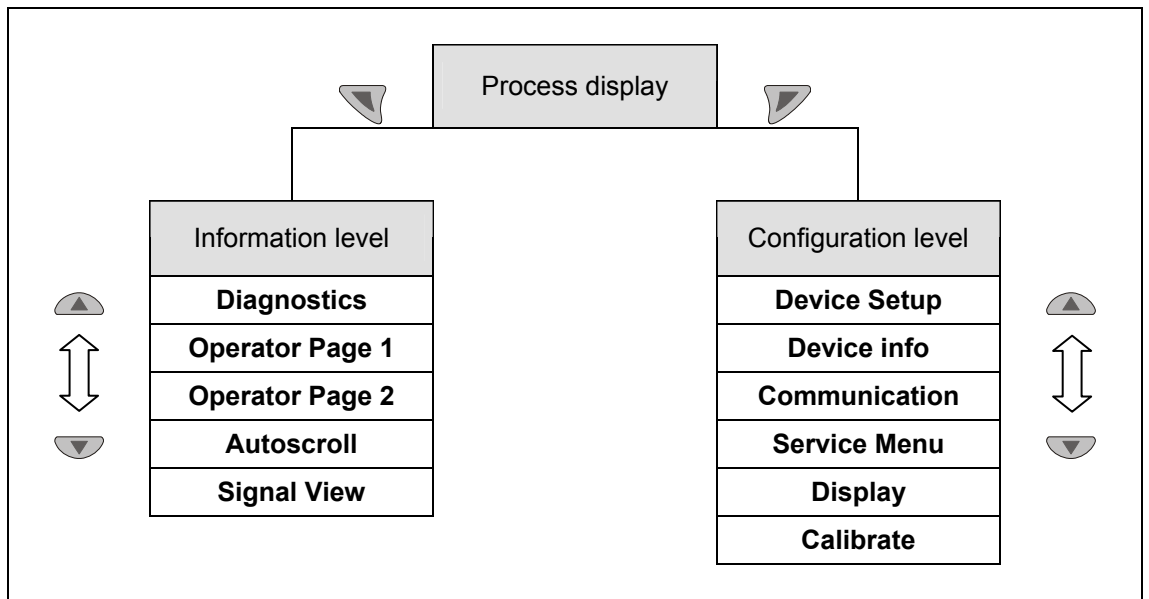 Process display
Information level
Diagnostics
Operator Page 1
Operator Page 2
Autoscroll
Signal View
Configuration level
Device Setup
Device info
Communication
Service Menu
Display
Calibrate